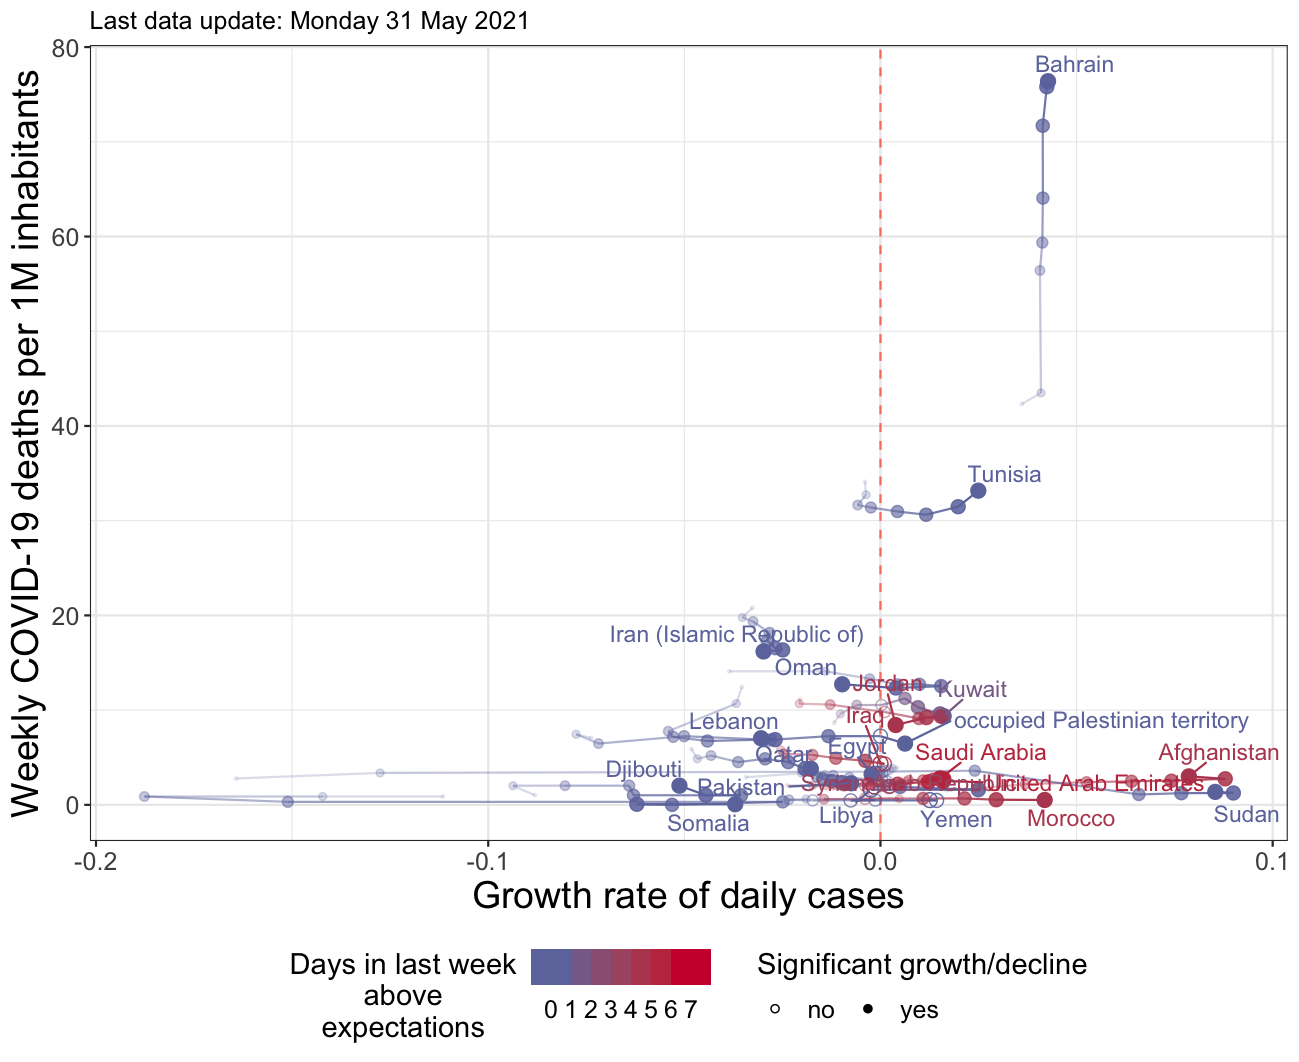 Last data update: Monday 31 May 2021
Weekly COVID-19 deaths per 1M inhabitants
80
60
40
20
0
Bahrain
Tunisia
Iran (Islamic Republic of)
Oman
Jordan
Kuwait
Iraq
Lebanon
occupied Palestinian territory
Egypt
Qatar
Saudi Arabia
Afghanistan
Djibouti
Pakistan
United Arab Emirates
Libya
Yemen
Morocco
Sudan
Somalia
-0.2
-0.1
0.0
0.1
Growth rate of daily cases
Days in last week
above
expectations
0 1 2 3 4 5 6 7
Significant growth/decline
no
yes